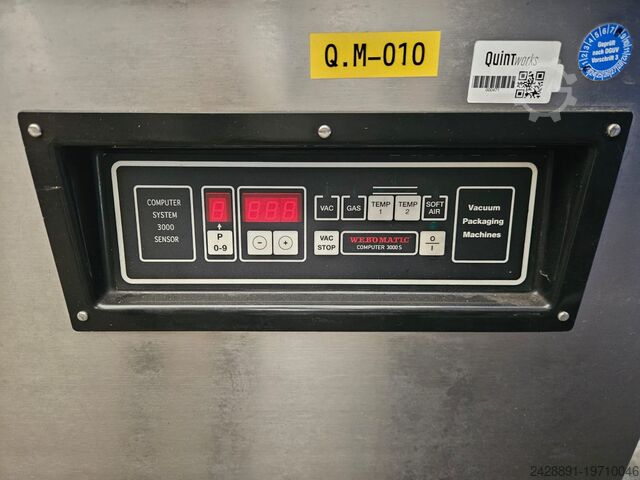 Q.M-010
Quintworks
Geprüft
nach DGUV
Vorschrift 3
COMPUTER
SYSTEM
3000
SENSOR
P
0-9
−
+
VAC
GAS
TEMP
1
TEMP
2
SOFT
AIR
VAC
STOP
WEBOMATIC
COMPUTER 3000 S
O
I
Vacuum
Packaging
Machines
2428891-19710046